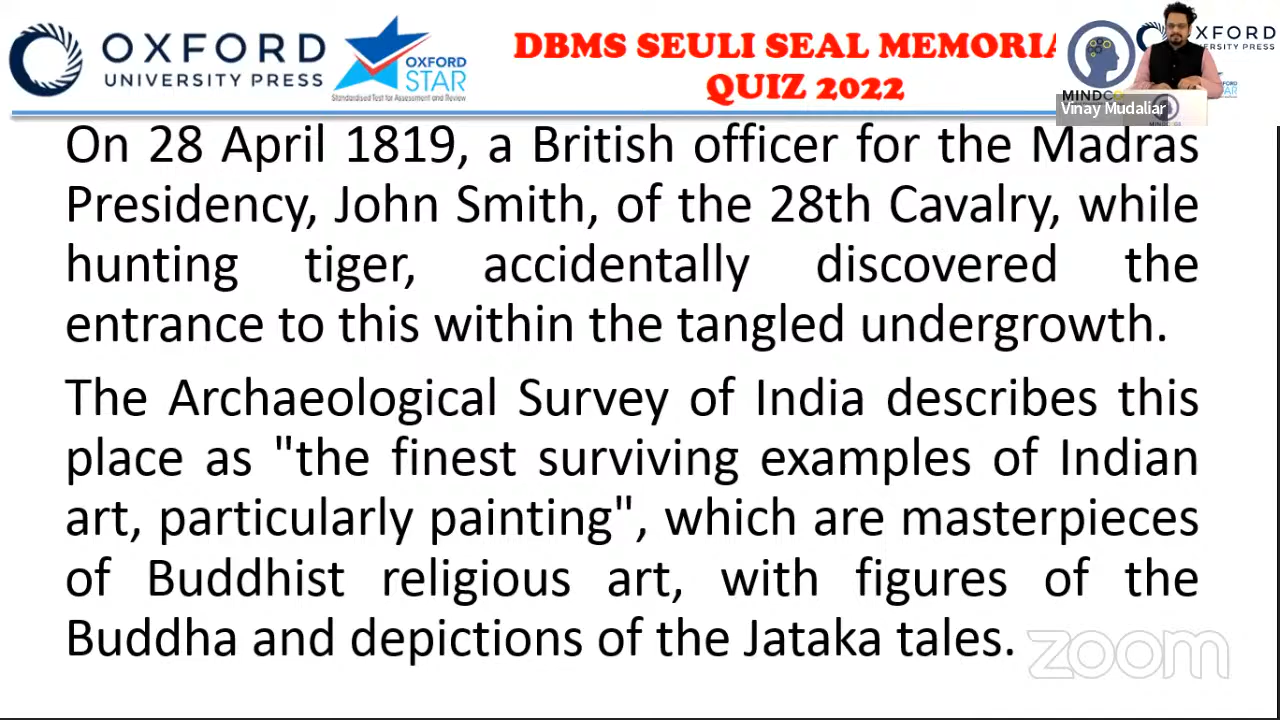 OXFORD
UNIVERSITY PRESS
OXFORD
STAR
Standardised Test for Assessment and Review
DBMS SEULI SEAL MEMORIA
QUIZ 2022
MINDC
Vinay Mudaliar
OXFORD
RSITY PRESS
On 28 April 1819, a British officer for the Madras
Presidency, John Smith, of the 28th Cavalry, while
hunting tiger, accidentally discovered the
entrance to this within the tangled undergrowth.
The Archaeological Survey of India describes this
place as "the finest surviving examples of Indian
art, particularly painting", which are masterpieces
of Buddhist religious art, with figures of the
Buddha and depictions of the Jataka tales.
zoom